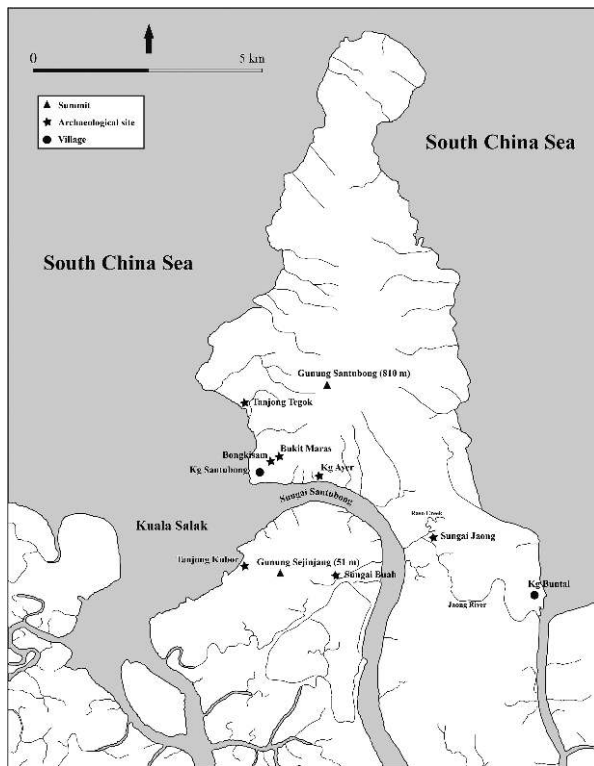 0
5 km
Summit
Archaeological site
Village
South China Sea
South China Sea
Gunung Santubong (810 m)
Tanjong Tegok
Bukit Maras
Bongkisam
Kg Santubong
Kg Ayer
Sungai Santubong
Kuala Salak
Sungai Jaong
Tanjong Kubor
Gunung Sejinjang (51 m)
Sungai Buah
Kg Buntal
Jaong River